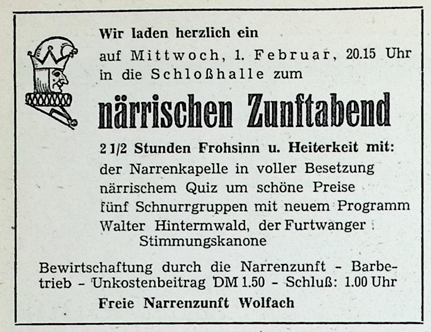 Wir laden herzlich ein
auf Mittwoch, 1. Februar, 20.15 Uhr
in die Schloßhalle zum
närrischen Zunftabend
2 1/2 Stunden Frohsinn u. Heiterkeit mit:
der Narrenkapelle in voller Besetzung
närrischem Quiz um schöne Preise
fünf Schnurrgruppen mit neuem Programm
Walter Hintermwald, der Furtwanger
Stimmungskanone
Bewirtschaftung durch die Narrenzunft - Barbe-
trieb - Unkostenbeitrag DM 1.50 - Schluß: 1.00 Uhr
Freie Narrenzunft Wolfach